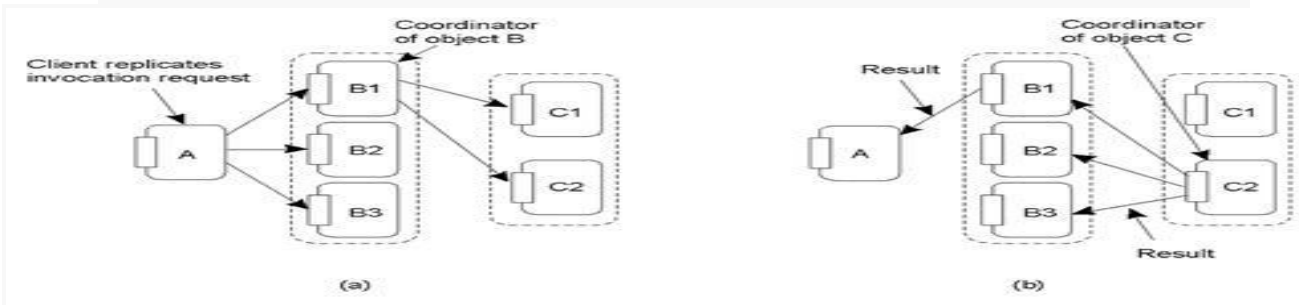 Coordinator
of object B
Client replicates
invocation request
A
B1
B2
B3
C1
C2
(a)
Coordinator
of object C
Result
A
B1
B2
B3
C1
C2
Result
(b)